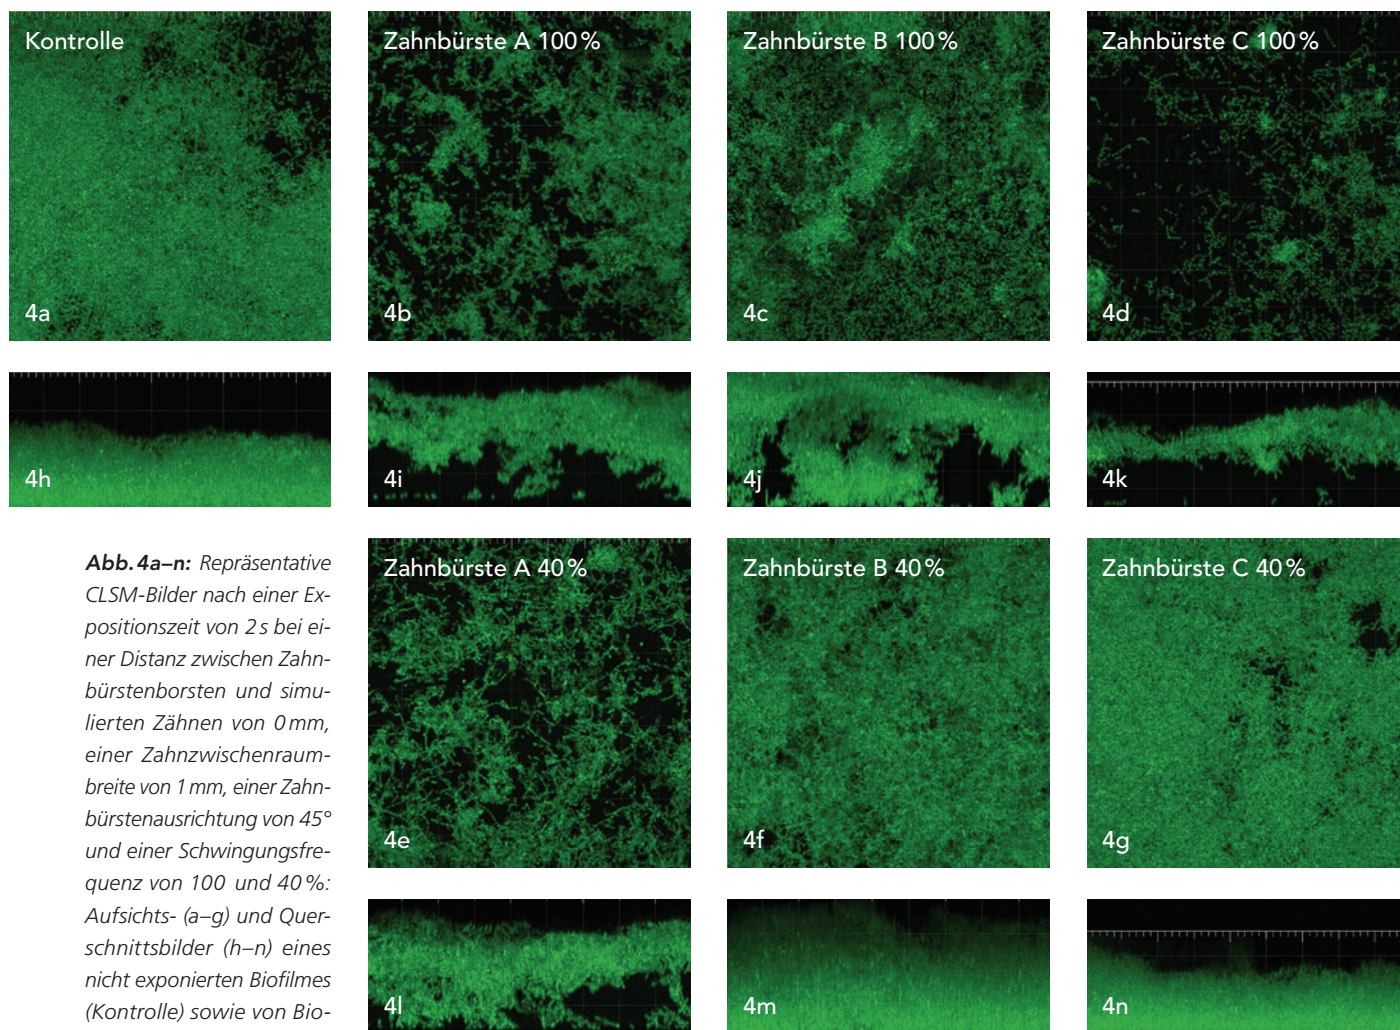 Kontrolle
Zahnbürste A 100 %
Zahnbürste B 100 %
Zahnbürste C 100 %
4a
4b
4c
4d
4h
4i
4j
4k
Abb. 4a–n: Repräsentative
CLSM-Bilder nach einer Ex-
positionszeit von 2 s bei ei-
ner Distanz zwischen Zahn-
bürstenborsten und simu-
lierten Zähnen von 0 mm,
einer Zahnzwischenraum-
breite von 1 mm, einer Zahn-
bürstenausrichtung von 45°
und einer Schwingungsfre-
quenz von 100 und 40 %:
Aufsichts- (a–g) und Quer-
schnittsbilder (h–n) eines
nicht exponierten Biofilmes
(Kontrolle) sowie von Bio-
Zahnbürste A 40 %
Zahnbürste B 40 %
Zahnbürste C 40 %
4e
4f
4g
4l
4m
4n